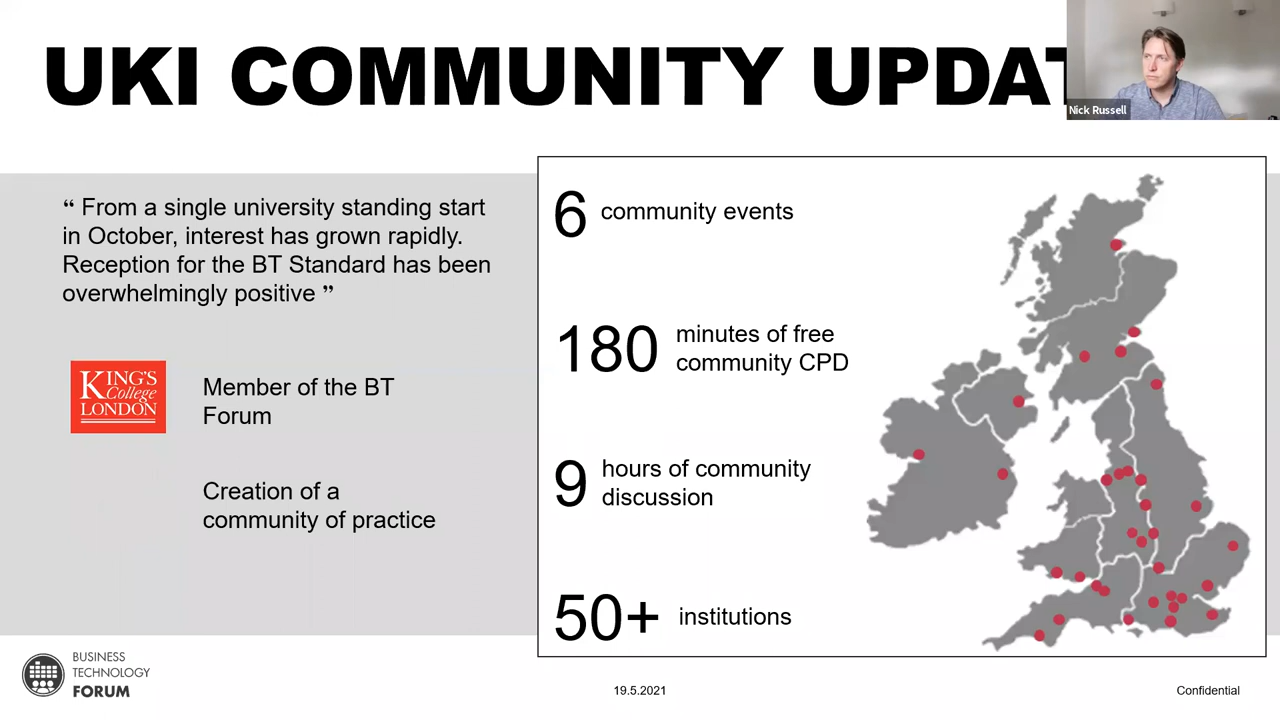 UKI COMMUNITY UPDAT
Nick Russell
“ From a single university standing start
in October, interest has grown rapidly.
Reception for the BT Standard has been
overwhelmingly positive ”
KING'S
College
LONDON
Member of the BT
Forum
Creation of a
community of practice
6 community events
180 minutes of free
community CPD
9 hours of community
discussion
50+ institutions
BUSINESS
TECHNOLOGY
FORUM
19.5.2021
Confidential